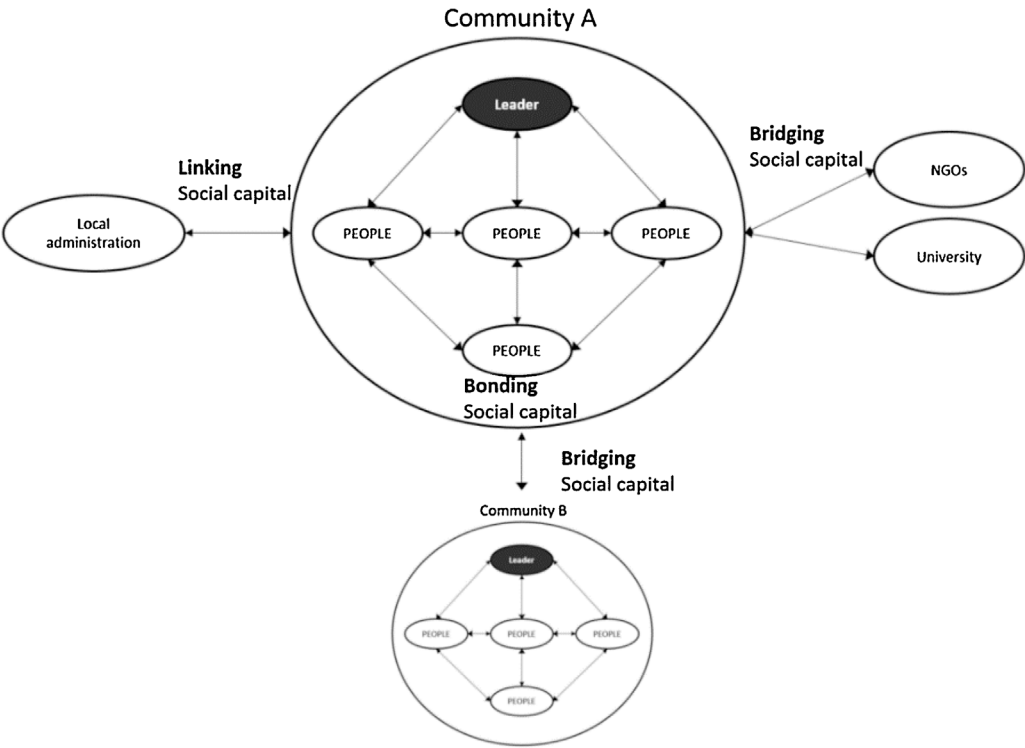 Community A
Leader
Bridging
Social capital
NGOs
Linking
Social capital
Local
administration
PEOPLE
PEOPLE
PEOPLE
University
PEOPLE
Bonding
Social capital
Bridging
Social capital
Community B
Leader
PEOPLE
PEOPLE
PEOPLE
PEOPLE